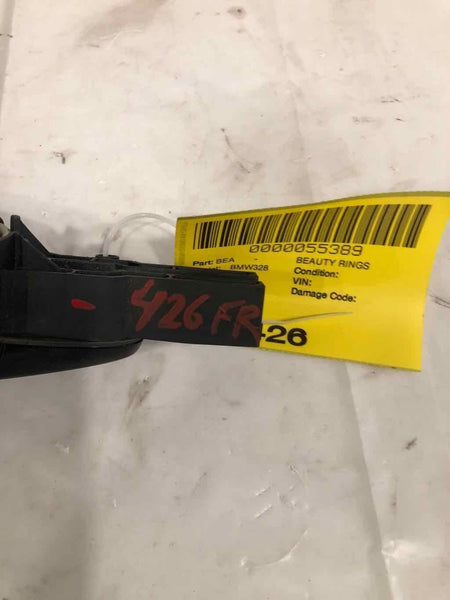 0000055389
Part: BEA
BEAUTY RINGS
BMW328
Condition:
VIN:
Damage Code:
- 426 FR
-26